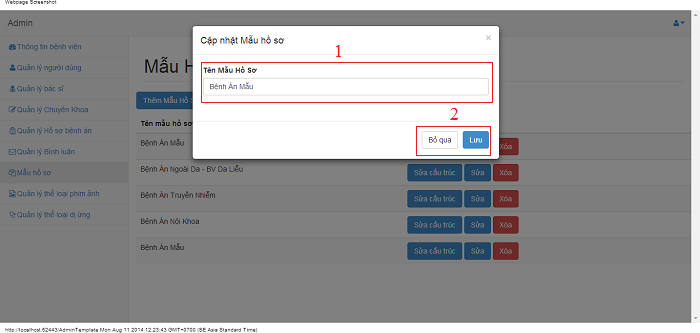 Webpage Screenshot
Admin
Cập nhật Mẫu hồ sơ
×
1
Tên Mẫu Hồ Sơ
Bệnh Án Mẫu
2
Bỏ qua
Lưu
Thông tin bệnh viên
Quản lý người dùng
Quản lý bác sĩ
Quản lý Chuyên Khoa
Quản lý Hồ sơ bệnh án
Quản lý Bình luận
Mẫu hồ sơ
Quản lý thể loại phim ảnh
Quản lý thể loại dị ứng
Mẫu H
Thêm Mẫu Hồ S
Tên mẫu hồ sơ
Bệnh Án Mẫu
Xóa
Bệnh Án Ngoài Da - BV Da Liễu
Sửa cấu trúc
Sửa
Xóa
Bệnh Án Truyền Nhiễm
Sửa cấu trúc
Sửa
Xóa
Bệnh Án Nội Khoa
Sửa cấu trúc
Sửa
Xóa
Bệnh Án Mẫu
Sửa cấu trúc
Sửa
Xóa
http://localhost:52443/AdminTemplate Mon Aug 11 2014 12:23:43 GMT+0700 (SE Asia Standard Time)